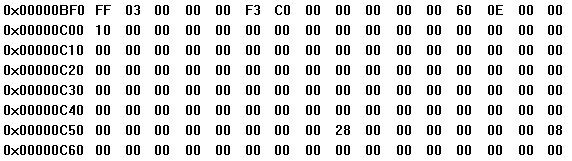 0x00000BF0 FF 03 00 00 00 F3 C0 00 00 00 00 00 60 0E 00 00
0x00000C00 10 00 00 00 00 00 00 00 00 00 00 00 00 00 00 00
0x00000C10 00 00 00 00 00 00 00 00 00 00 00 00 00 00 00 00
0x00000C20 00 00 00 00 00 00 00 00 00 00 00 00 00 00 00 00
0x00000C30 00 00 00 00 00 00 00 00 00 00 00 00 00 00 00 00
0x00000C40 00 00 00 00 00 00 00 00 00 00 00 00 00 00 00 00
0x00000C50 00 00 00 00 00 00 00 00 28 00 00 00 00 00 00 08
0x00000C60 00 00 00 00 00 00 00 00 00 00 00 00 00 00 00 00